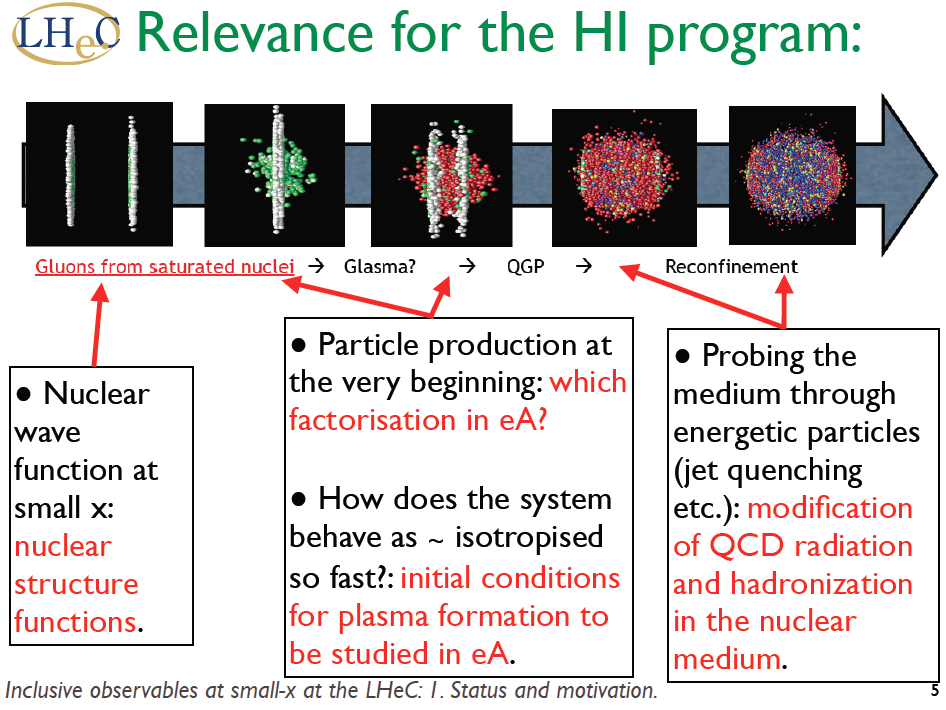 LHeC Relevance for the HI program:
Gluons from saturated nuclei → Glasma? → QGP → Reconfinement
● Nuclear
wave
function at
small x:
nuclear
structure
functions.
● Particle production at
the very beginning: which
factorisation in eA?
● How does the system
behave as ~ isotropised
so fast?: initial conditions
for plasma formation to
be studied in eA.
● Probing the
medium through
energetic particles
(jet quenching
etc.): modification
of QCD radiation
and hadronization
in the nuclear
medium.
Inclusive observables at small-x at the LHeC: 1. Status and motivation.
5